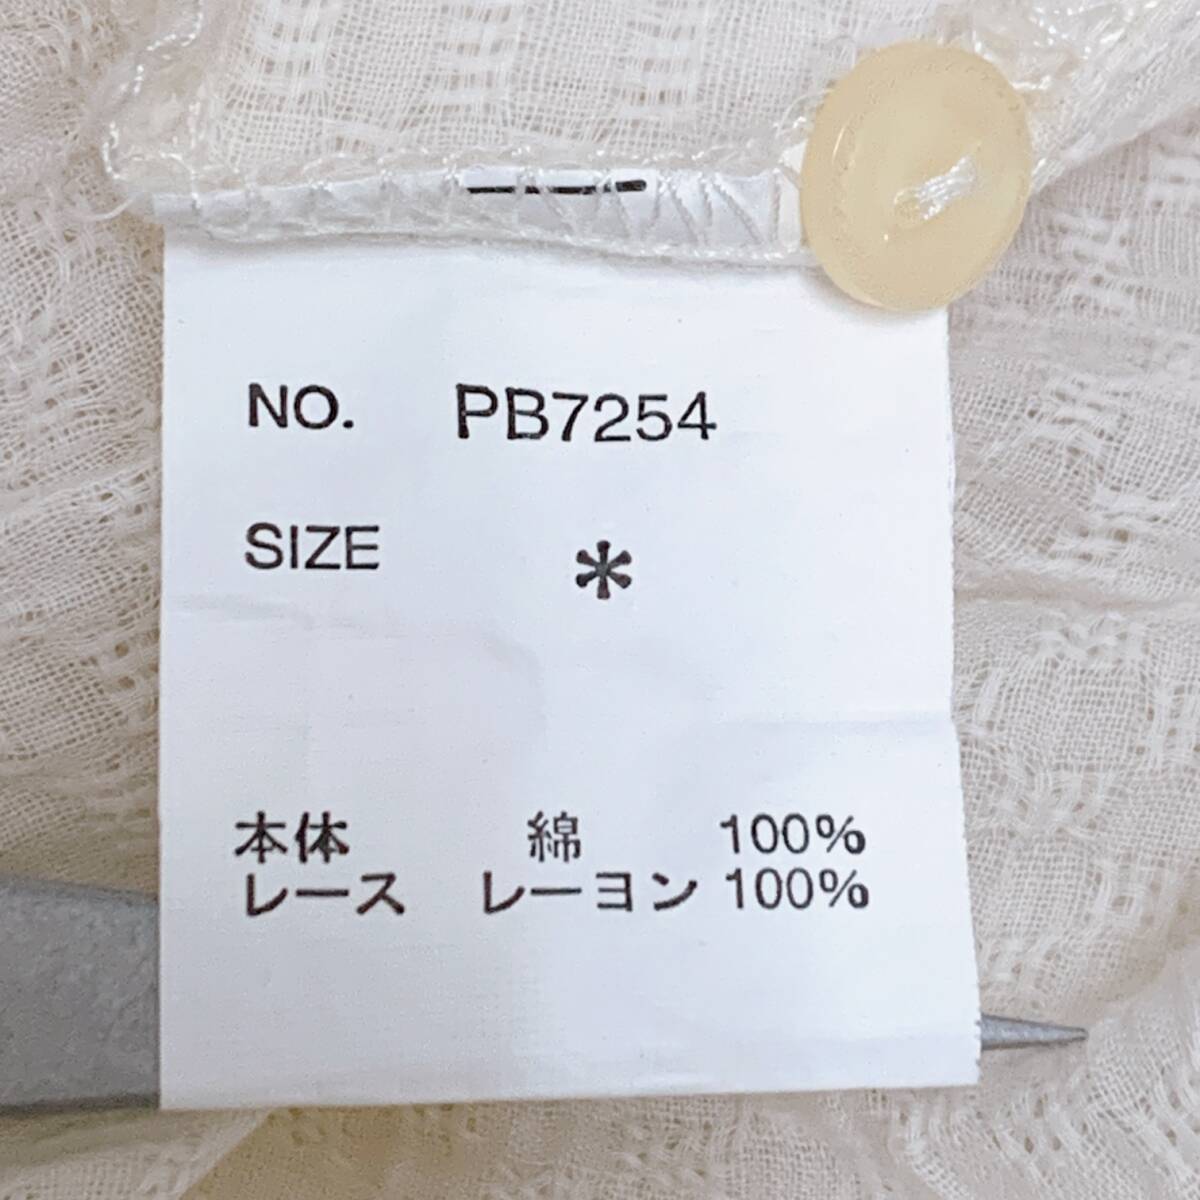 NO. PB7254
SIZE *
本体 綿 100%
レース レーヨン 100%